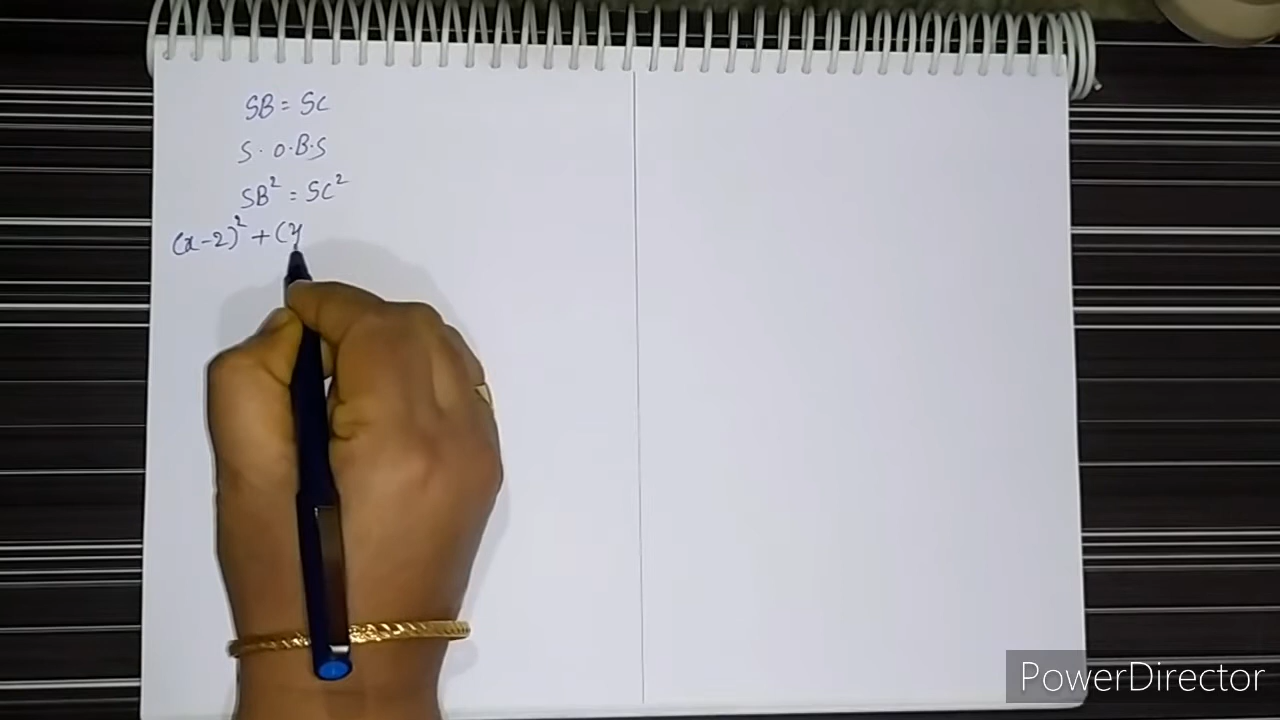 SB = SC
S. O. B. S
SB² = SC²
(x-2)² + (y
PowerDirector